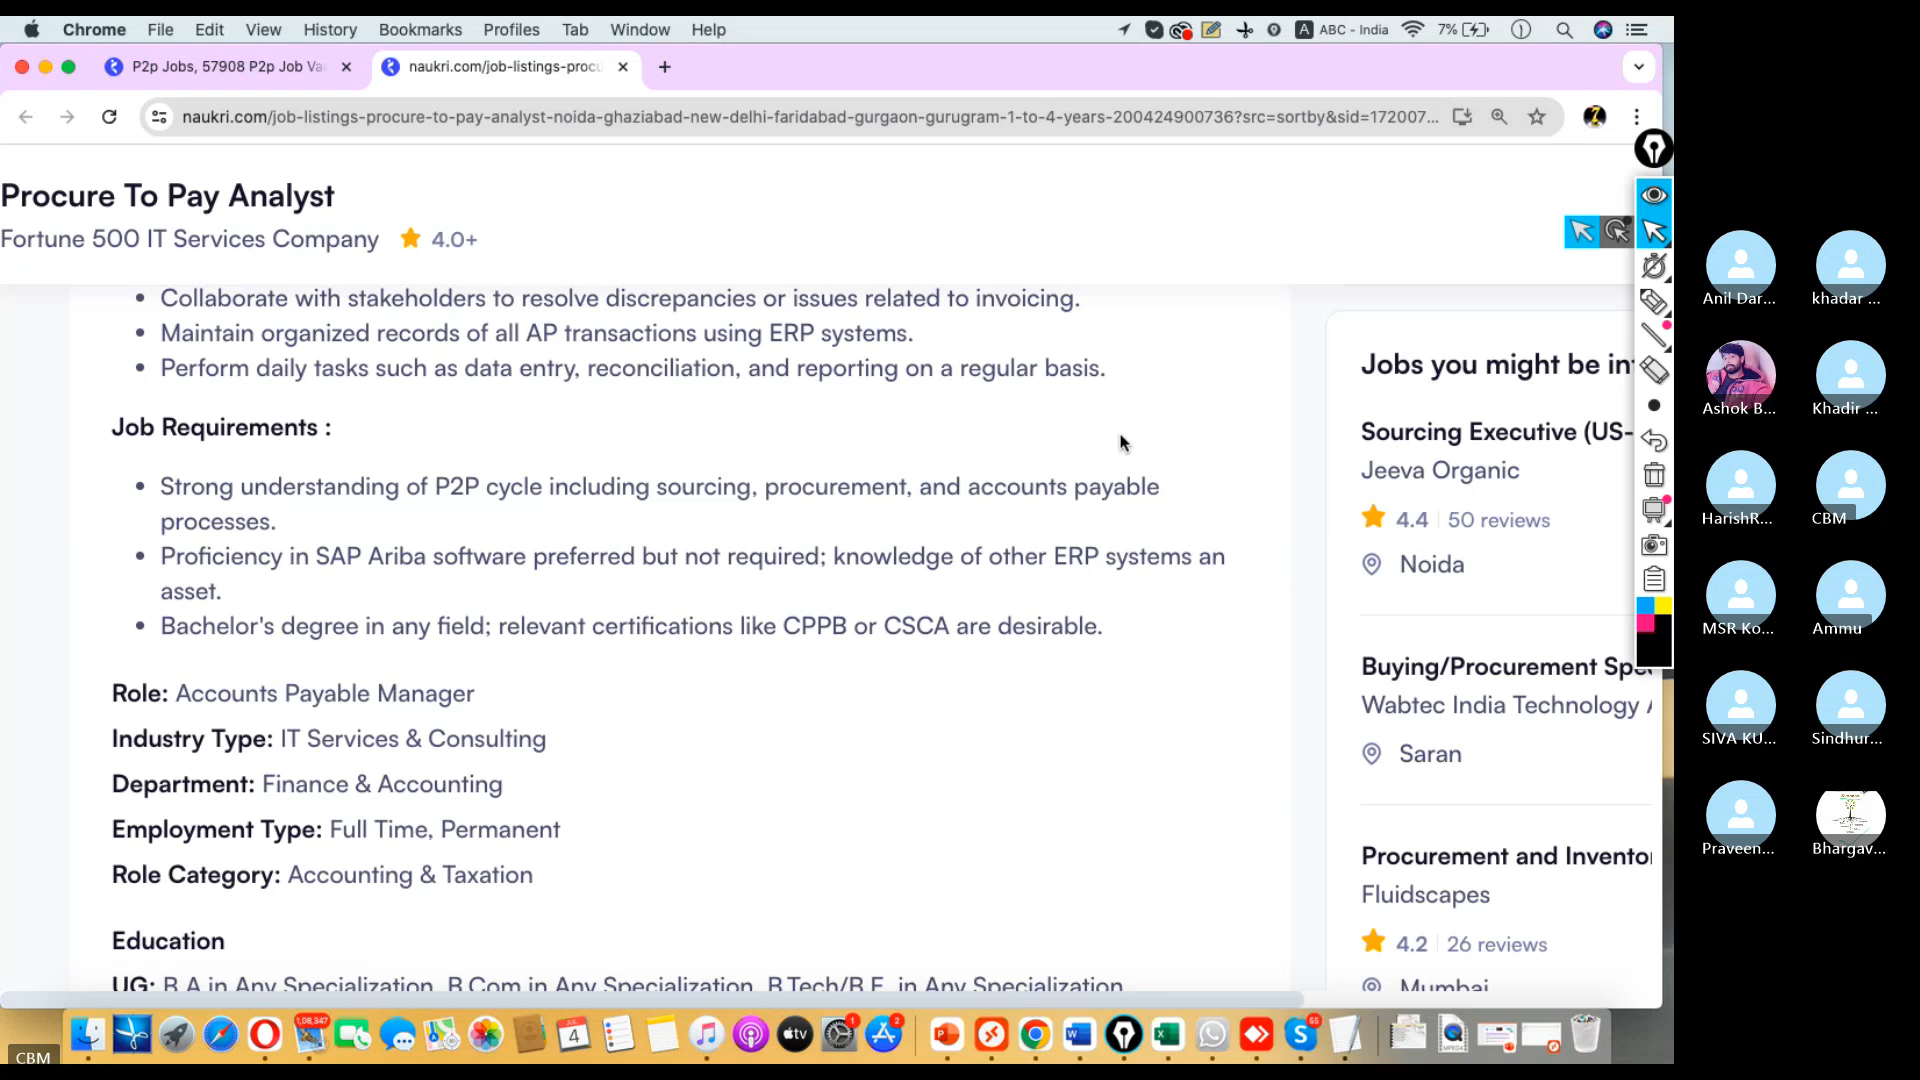 Chrome File Edit View History Bookmarks Profiles Tab Window Help
A ABC - India 7%
P2p Jobs, 57908 P2p Job Va
naukri.com/job-listings-procu
naukri.com/job-listings-procure-to-pay-analyst-noida-ghaziabad-new-delhi-faridabad-gurgaon-gurugram-1-to-4-years-200424900736?src=sortby&sid=172007...
Procure To Pay Analyst
Fortune 500 IT Services Company 4.0+
• Collaborate with stakeholders to resolve discrepancies or issues related to invoicing.
• Maintain organized records of all AP transactions using ERP systems.
• Perform daily tasks such as data entry, reconciliation, and reporting on a regular basis.
Job Requirements :
• Strong understanding of P2P cycle including sourcing, procurement, and accounts payable
processes.
• Proficiency in SAP Ariba software preferred but not required; knowledge of other ERP systems an
asset.
• Bachelor's degree in any field; relevant certifications like CPPB or CSCA are desirable.
Role: Accounts Payable Manager
Industry Type: IT Services & Consulting
Department: Finance & Accounting
Employment Type: Full Time, Permanent
Role Category: Accounting & Taxation
Education
UG: B.A in Any Specialization, B.Com in Any Specialization, B.Tech/B.E. in Any Specialization
Jobs you might be in
Sourcing Executive (US-
Jeeva Organic
4.4 50 reviews
Noida
Buying/Procurement Spe
Wabtec India Technology
Saran
Procurement and Invento
Fluidscapes
4.2 26 reviews
Mumbai
Anil Dar... khadar ...
Ashok B... Khadir ...
HarishR... CBM
MSR Ko... Ammu
SIVA KU... Sindhur...
Praveen... Bhargav...
1,08,347
JUL
4
tv
1
2
55
CBM